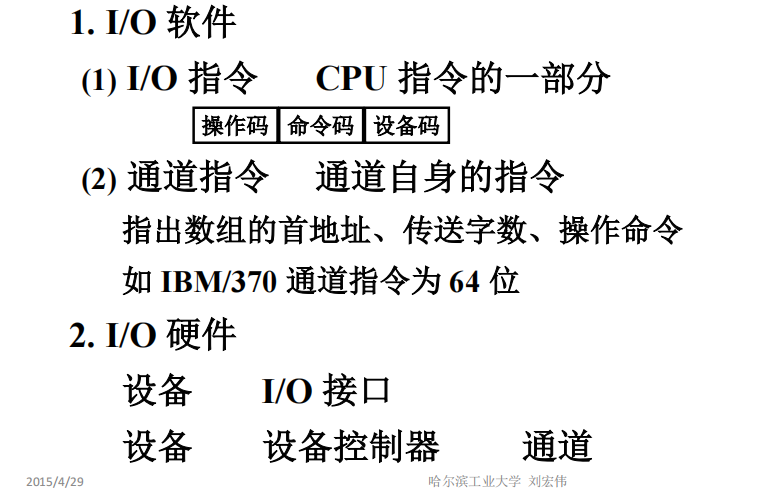 1. I/O 软件
(1) I/O 指令 CPU 指令的一部分
操作码 命令码 设备码
(2) 通道指令 通道自身的指令
指出数组的首地址、传送字数、操作命令
如 IBM/370 通道指令为 64 位
2. I/O 硬件
设备 I/O 接口
设备 设备控制器 通道
2015/4/29 哈尔滨工业大学 刘宏伟